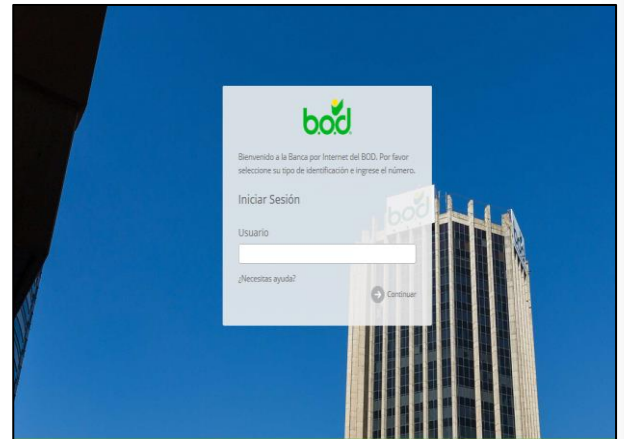 b.o.d.
Bienvenido a la Banca por Internet del BOD. Por favor
seleccione su tipo de identificación e ingrese el número.
Iniciar Sesión
bod
Usuario
¿Necesitas ayuda?
Continuar